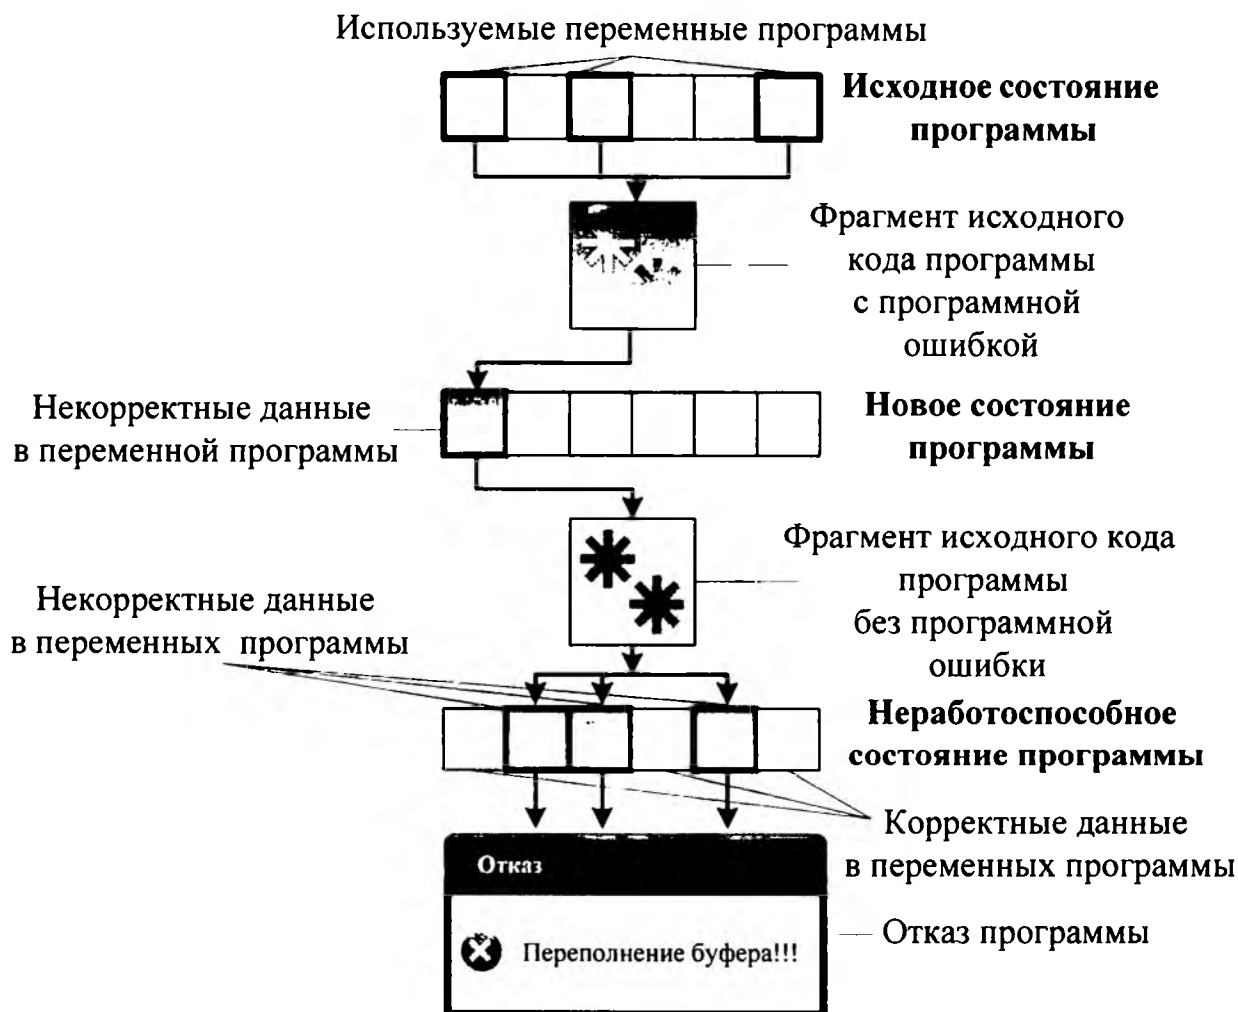 Используемые переменные программы
Исходное состояние
программы
Фрагмент исходного
кода программы
с программной
ошибкой
Некорректные данные
в переменной программы
Новое состояние
программы
Фрагмент исходного кода
программы
без программной
ошибки
Некорректные данные
в переменных программы
Неработоспособное
состояние программы
Корректные данные
в переменных программы
Отказ
Переполнение буфера!!!
Отказ программы